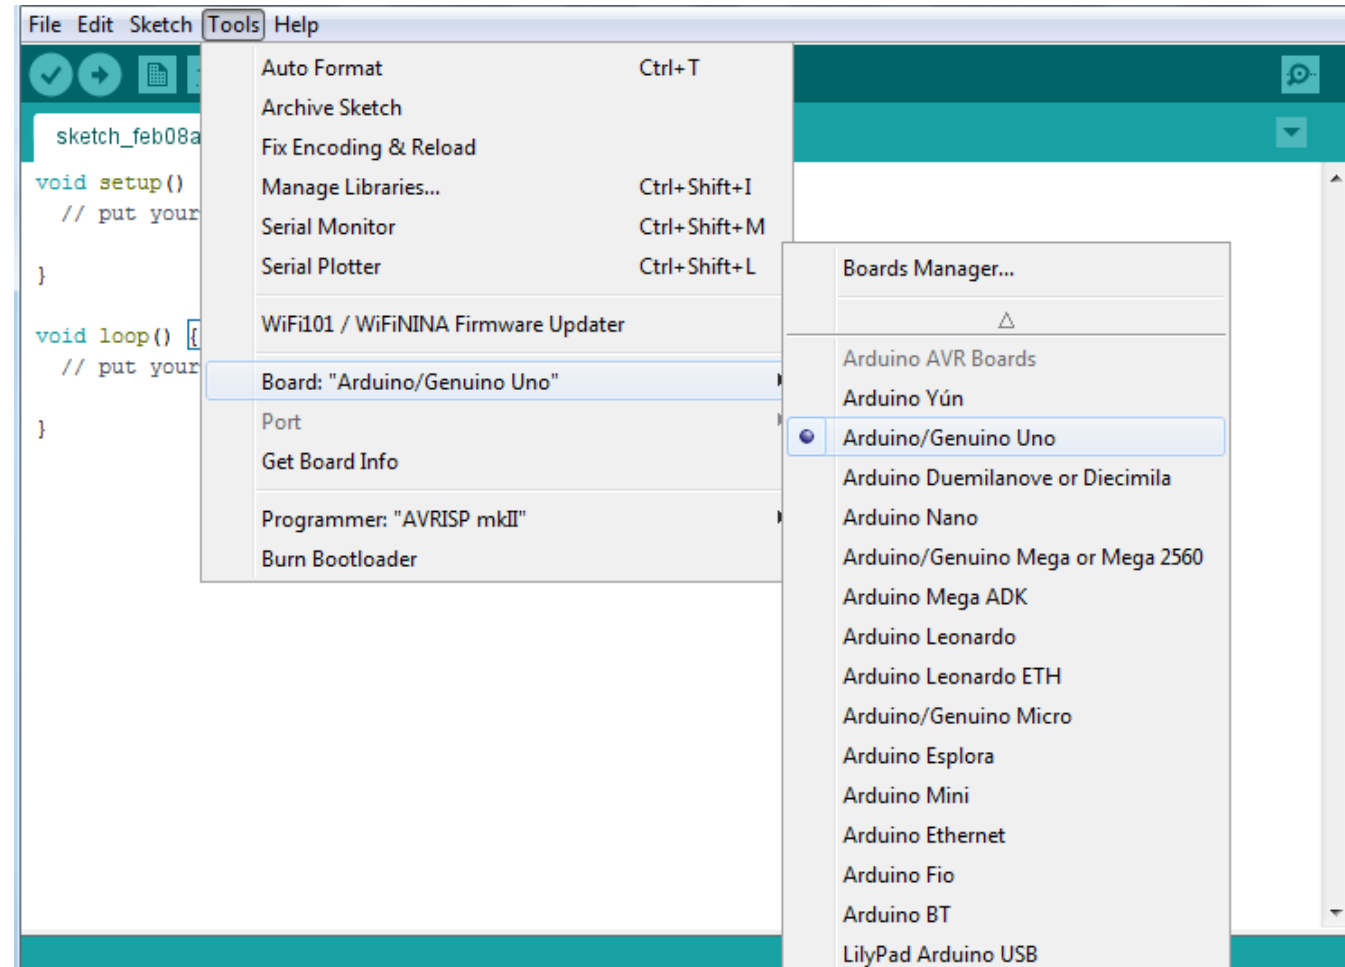 File Edit Sketch Tools Help
sketch_feb08a
void setup()
// put your
}
void loop() {
// put your
}
Auto Format Ctrl+T
Archive Sketch
Fix Encoding & Reload
Manage Libraries... Ctrl+Shift+I
Serial Monitor Ctrl+Shift+M
Serial Plotter Ctrl+Shift+L
WiFi101 / WiFiNINA Firmware Updater
Board: "Arduino/Genuino Uno"
Port
Get Board Info
Programmer: "AVRISP mkII"
Burn Bootloader
Boards Manager...
Arduino AVR Boards
Arduino Yún
Arduino/Genuino Uno
Arduino Duemilanove or Diecimila
Arduino Nano
Arduino/Genuino Mega or Mega 2560
Arduino Mega ADK
Arduino Leonardo
Arduino Leonardo ETH
Arduino/Genuino Micro
Arduino Esplora
Arduino Mini
Arduino Ethernet
Arduino Fio
Arduino BT
LilyPad Arduino USB